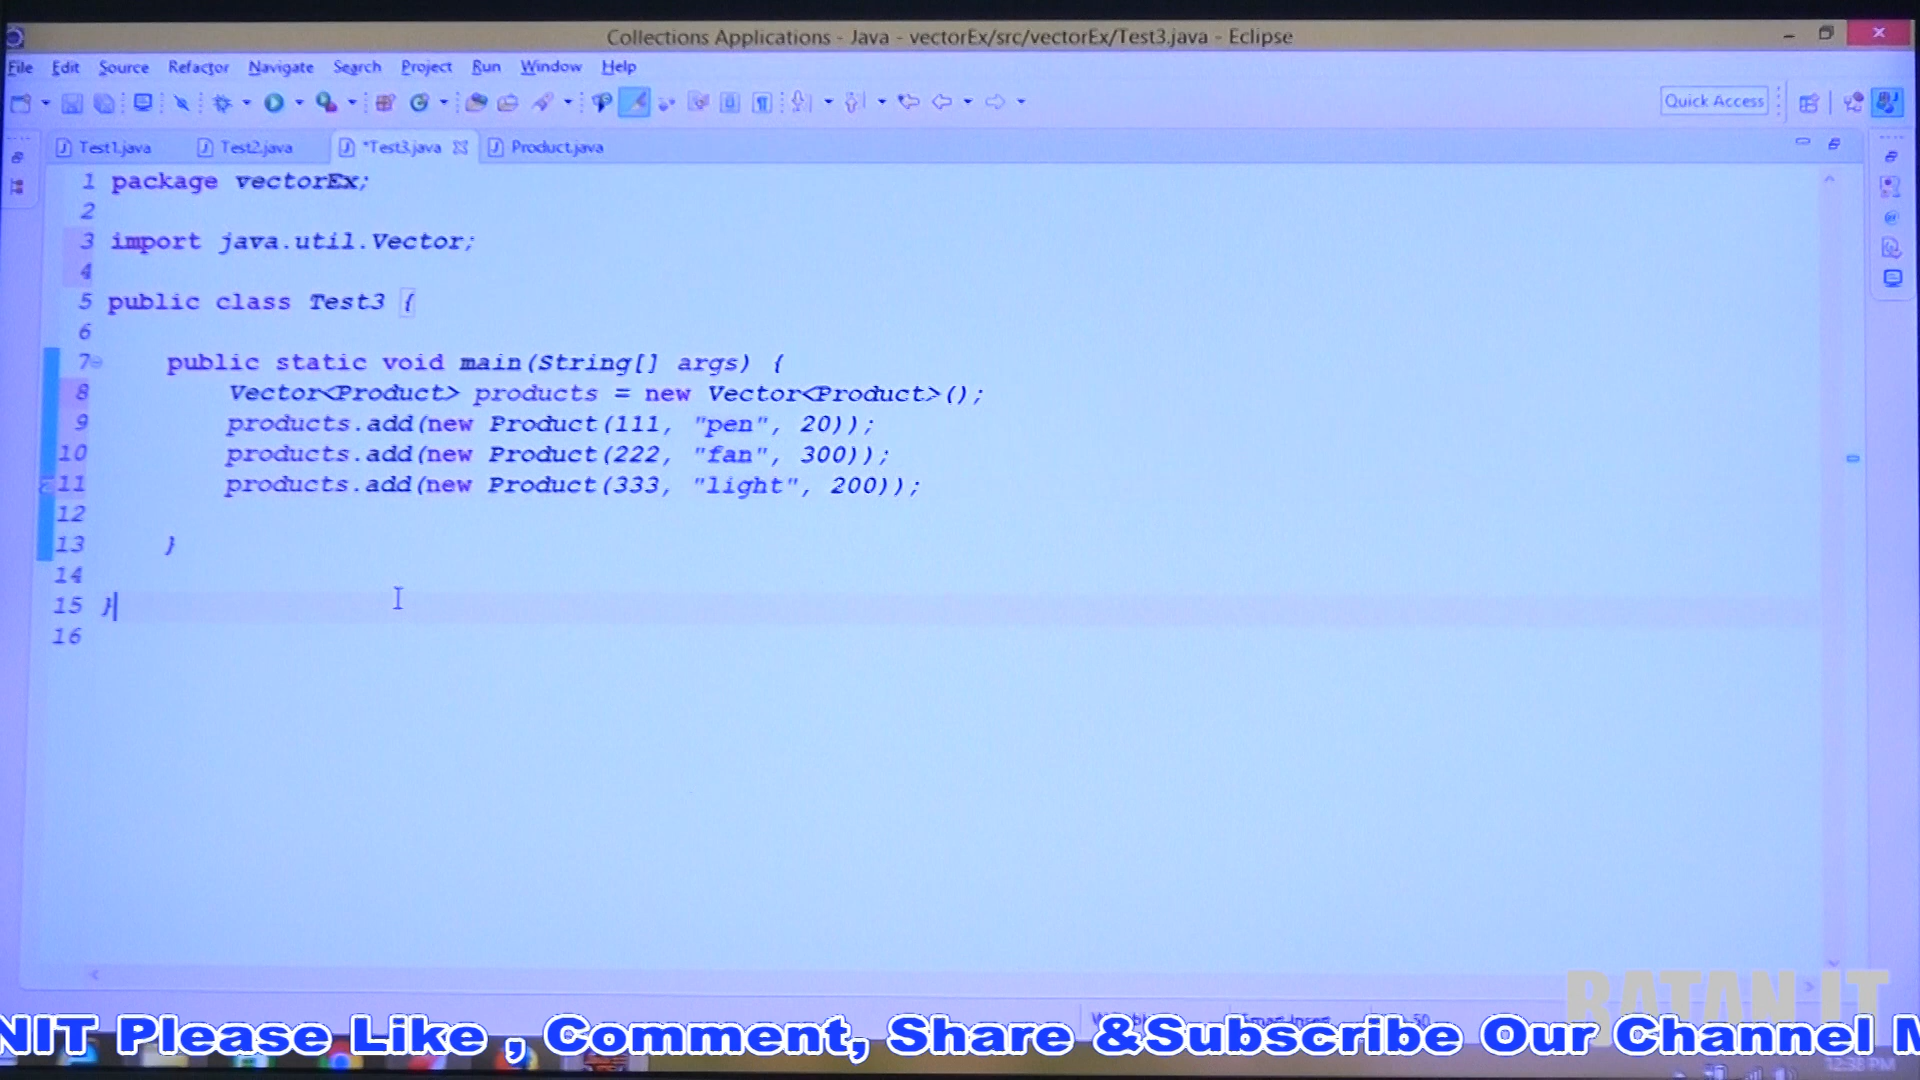 Collections Applications - Java - vectorEx/src/vectorEx/Test3.java - Eclipse
File Edit Source Refactor Navigate Search Project Run Window Help
Quick Access
Test1.java Test2.java *Test3.java Product.java
1 package vectorEx;
2
3 import java.util.Vector;
4
5 public class Test3 {
6
7 public static void main(String[] args) {
8 Vector<Product> products = new Vector<Product>();
9 products.add(new Product(111, "pen", 20));
10 products.add(new Product(222, "fan", 300));
11 products.add(new Product(333, "light", 200));
12
13 }
14
15 }
16
RATAN IT
NIT Please Like , Comment, Share &Subscribe Our Channel
12:38 PM